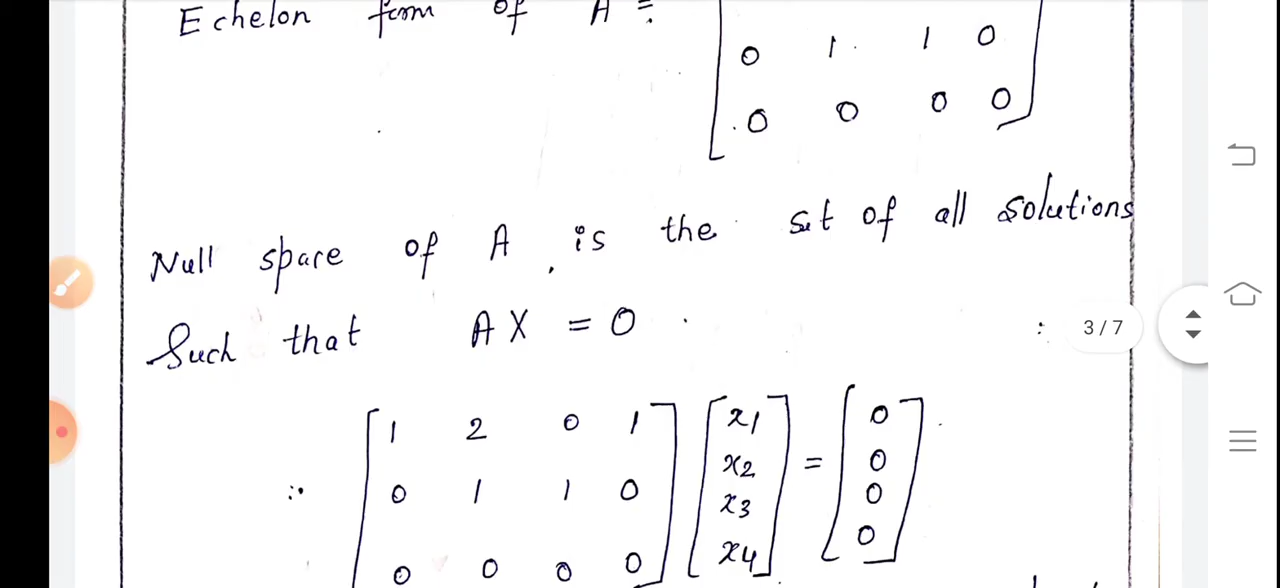 Echelon form of A =
0 1 1 0
0 0 0 0
Null space of A is the set of all solutions
Such that AX = 0
3/7
∴ [1 2 0 1] [x1] [0]
[0 1 1 0] [x2] = [0]
[x3] [0]
[0 0 0 0] [x4] [0]